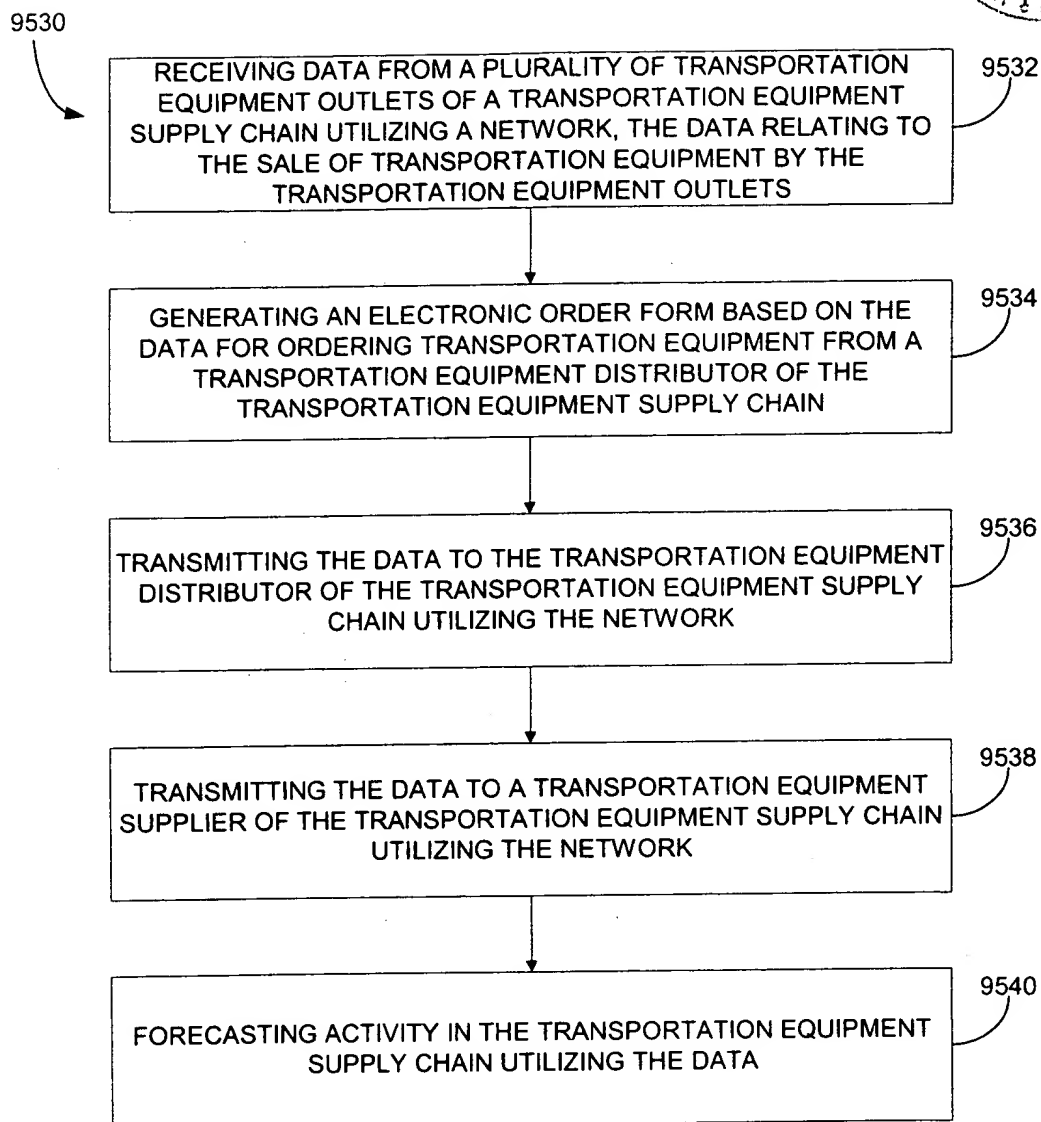 9530
RECEIVING DATA FROM A PLURALITY OF TRANSPORTATION
EQUIPMENT OUTLETS OF A TRANSPORTATION EQUIPMENT
SUPPLY CHAIN UTILIZING A NETWORK, THE DATA RELATING TO
THE SALE OF TRANSPORTATION EQUIPMENT BY THE
TRANSPORTATION EQUIPMENT OUTLETS
9532
GENERATING AN ELECTRONIC ORDER FORM BASED ON THE
DATA FOR ORDERING TRANSPORTATION EQUIPMENT FROM A
TRANSPORTATION EQUIPMENT DISTRIBUTOR OF THE
TRANSPORTATION EQUIPMENT SUPPLY CHAIN
9534
TRANSMITTING THE DATA TO THE TRANSPORTATION EQUIPMENT
DISTRIBUTOR OF THE TRANSPORTATION EQUIPMENT SUPPLY
CHAIN UTILIZING THE NETWORK
9536
TRANSMITTING THE DATA TO A TRANSPORTATION EQUIPMENT
SUPPLIER OF THE TRANSPORTATION EQUIPMENT SUPPLY CHAIN
UTILIZING THE NETWORK
9538
FORECASTING ACTIVITY IN THE TRANSPORTATION EQUIPMENT
SUPPLY CHAIN UTILIZING THE DATA
9540